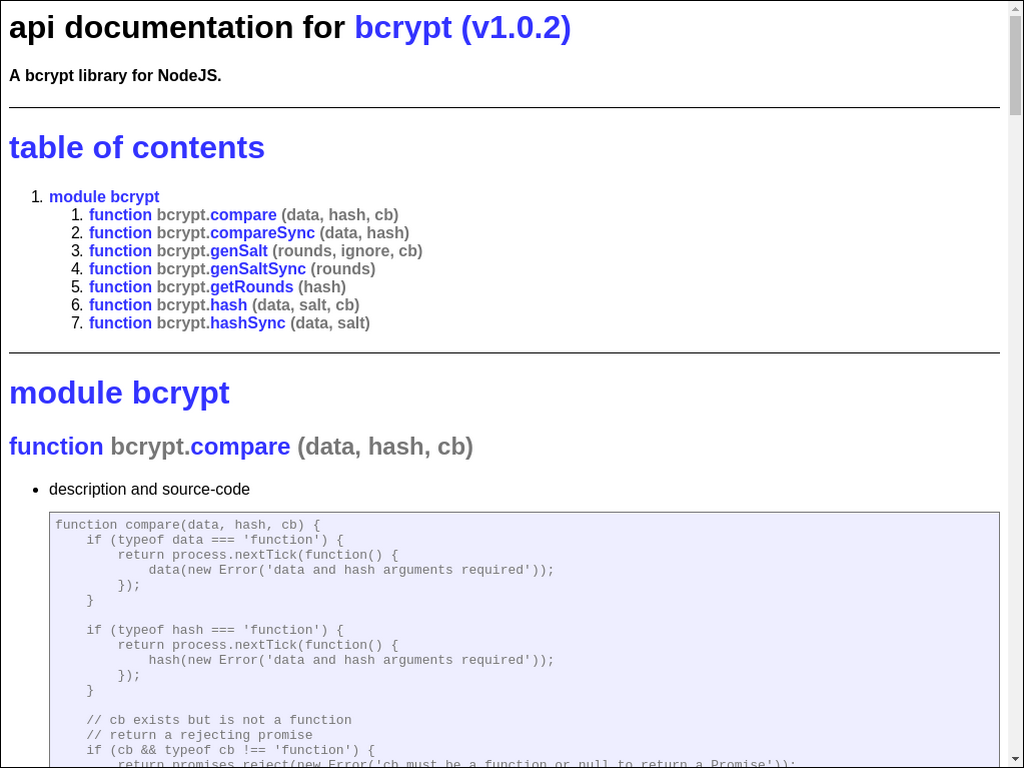 api documentation for bcrypt (v1.0.2)
A bcrypt library for NodeJS.
table of contents
1. module bcrypt
1. function bcrypt.compare (data, hash, cb)
2. function bcrypt.compareSync (data, hash)
3. function bcrypt.genSalt (rounds, ignore, cb)
4. function bcrypt.genSaltSync (rounds)
5. function bcrypt.getRounds (hash)
6. function bcrypt.hash (data, salt, cb)
7. function bcrypt.hashSync (data, salt)
module bcrypt
function bcrypt.compare (data, hash, cb)
• description and source-code
function compare(data, hash, cb) {
    if (typeof data === 'function') {
        return process.nextTick(function() {
            data(new Error('data and hash arguments required'));
        });
    }
    if (typeof hash === 'function') {
        return process.nextTick(function() {
            hash(new Error('data and hash arguments required'));
        });
    }
    // cb exists but is not a function
    // return a rejecting promise
    if (cb && typeof cb !== 'function') {
        return promises.reject(new Error('cb must be a function or null to return a Promise'));